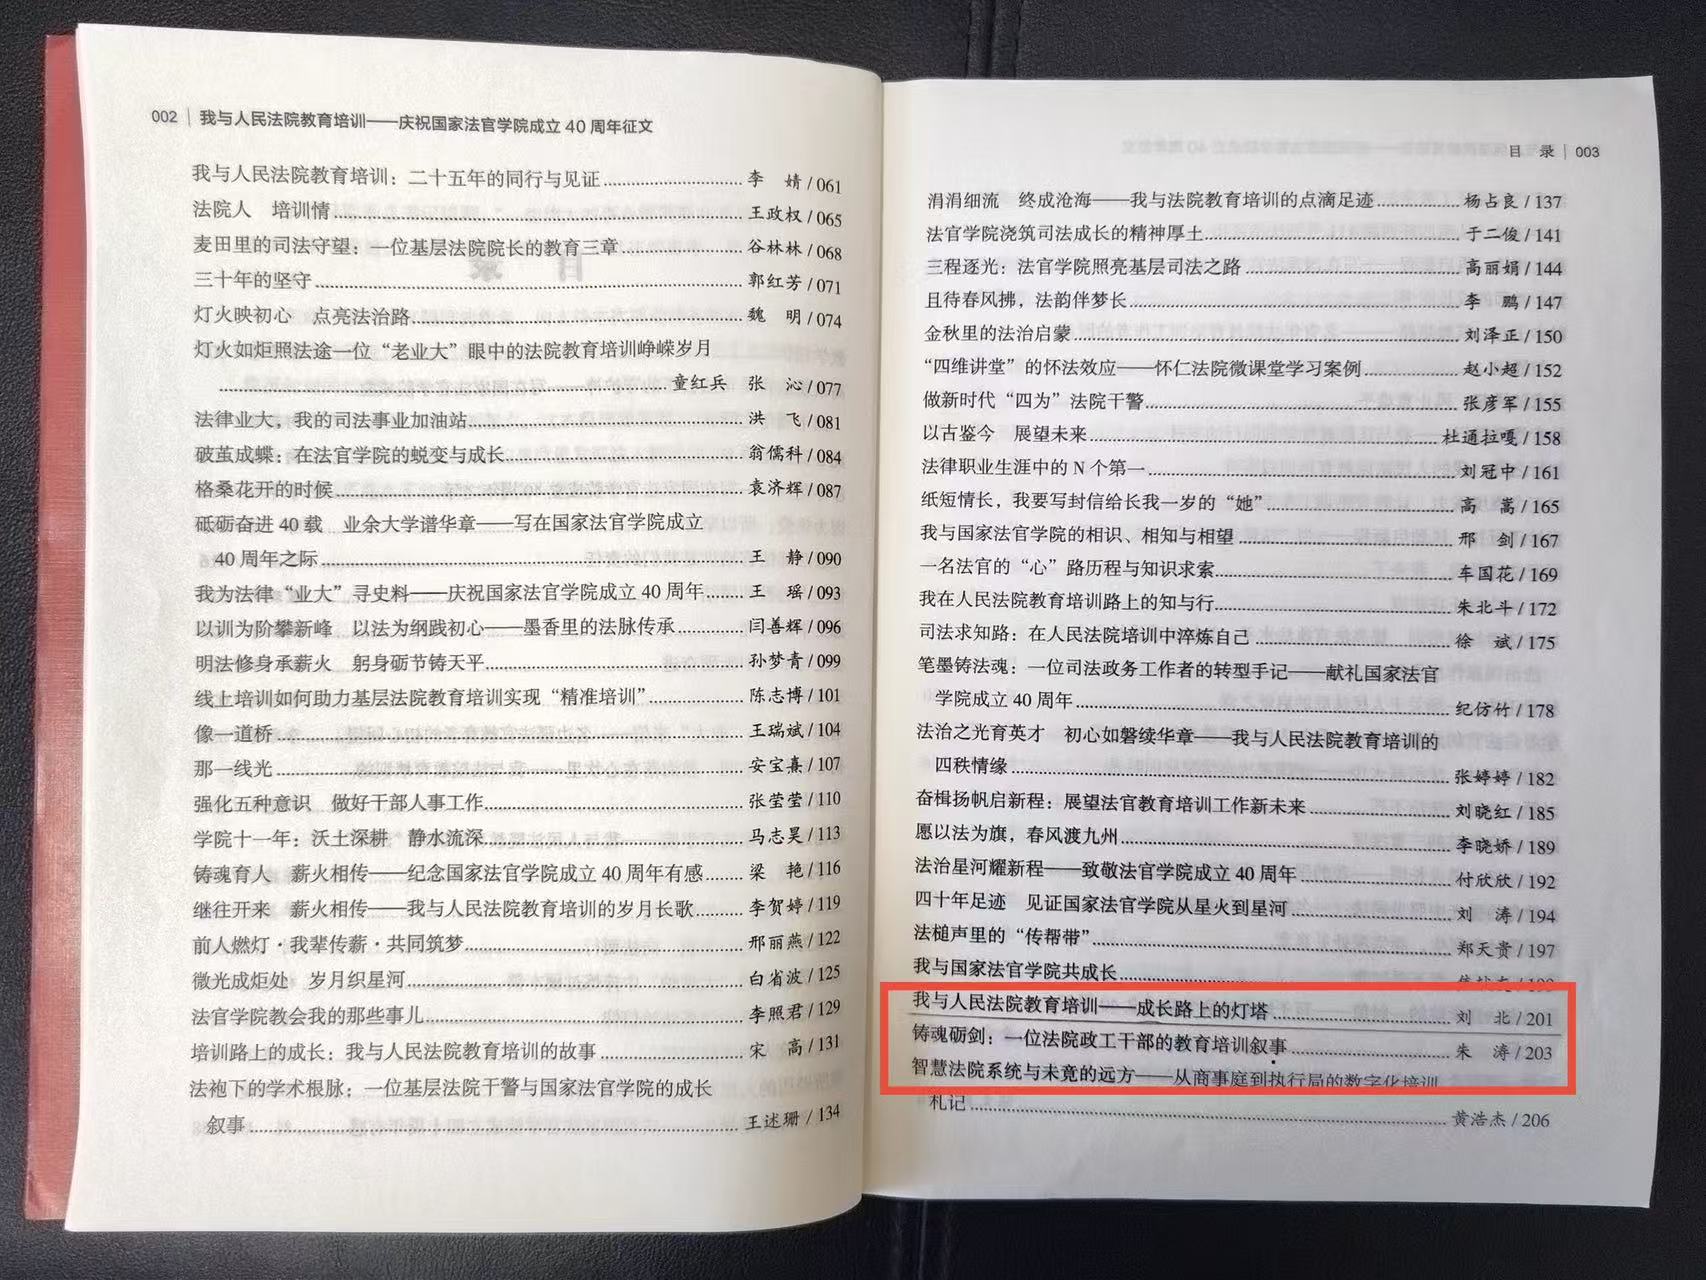 002 | 我与人民法院教育培训——庆祝国家法官学院成立 40 周年征文
我与人民法院教育培训：二十五年的同行与见证……李　婧 / 061
法院人　培训情……王政权 / 065
麦田里的司法守望：一位基层法院院长的教育三章……谷林林 / 068
三十年的坚守……郭红芳 / 071
灯火映初心　点亮法治路……魏　明 / 074
灯火如炬照法途一位“老业大”眼中的法院教育培训峥嵘岁月
……童红兵　张　沁 / 077
法律业大，我的司法事业加油站……洪　飞 / 081
破茧成蝶：在法官学院的蜕变与成长……翁儒科 / 084
格桑花开的时候……袁济辉 / 087
砥砺奋进 40 载　业余大学谱华章——写在国家法官学院成立
40 周年之际……王　静 / 090
我为法律“业大”寻史料——庆祝国家法官学院成立 40 周年……王　瑶 / 093
以训为阶攀新峰　以法为纲践初心——墨香里的法脉传承……闫善辉 / 096
明法修身承薪火　躬身砺节铸天平……孙梦青 / 099
线上培训如何助力基层法院教育培训实现“精准培训”……陈志博 / 101
像一道桥……王瑞斌 / 104
那一线光……安宝熹 / 107
强化五种意识　做好干部人事工作……张莹莹 / 110
学院十一年：沃土深耕　静水流深……马志昊 / 113
铸魂育人　薪火相传——纪念国家法官学院成立 40 周年有感……梁　艳 / 116
继往开来　薪火相传——我与人民法院教育培训的岁月长歌……李贺婷 / 119
前人燃灯·我辈传薪·共同筑梦……邢丽燕 / 122
微光成炬处　岁月织星河……白省波 / 125
法官学院教会我的那些事儿……李照君 / 129
培训路上的成长：我与人民法院教育培训的故事……宋　高 / 131
法袍下的学术根脉：一位基层法院干警与国家法官学院的成长
叙事……王述珊 / 134
目　录 | 003
涓涓细流　终成沧海——我与法院教育培训的点滴足迹……杨占良 / 137
法官学院浇筑司法成长的精神厚土……于二俊 / 141
三程逐光：法官学院照亮基层司法之路……高丽娟 / 144
且待春风拂，法韵伴梦长……李　鹏 / 147
金秋里的法治启蒙……刘泽正 / 150
“四维讲堂”的怀法效应——怀仁法院微课堂学习案例……赵小超 / 152
做新时代“四为”法院干警……张彦军 / 155
以古鉴今　展望未来……杜通拉嘎 / 158
法律职业生涯中的 N 个第一……刘冠中 / 161
纸短情长，我要写封信给长我一岁的“她”……高　嵩 / 165
我与国家法官学院的相识、相知与相望……邢　剑 / 167
一名法官的“心”路历程与知识求索……车国花 / 169
我在人民法院教育培训路上的知与行……朱北斗 / 172
司法求知路：在人民法院培训中淬炼自己……徐　斌 / 175
笔墨铸法魂：一位司法政务工作者的转型手记——献礼国家法官
学院成立 40 周年……纪仿竹 / 178
法治之光育英才　初心如磐续华章——我与人民法院教育培训的
四秩情缘……张婷婷 / 182
奋楫扬帆启新程：展望法官教育培训工作新未来……刘晓红 / 185
愿以法为旗，春风渡九州……李晓娇 / 189
法治星河耀新程——致敬法官学院成立 40 周年……付欣欣 / 192
四十年足迹　见证国家法官学院从星火到星河……刘　涛 / 194
法槌声里的“传帮带”……郑天贵 / 197
我与国家法官学院共成长……
我与人民法院教育培训——成长路上的灯塔……刘　北 / 201
铸魂砺剑：一位法院政工干部的教育培训叙事……朱　涛 / 203
智慧法院系统与未竟的远方——从商事庭到执行局的数字化培训
札记……黄浩杰 / 206